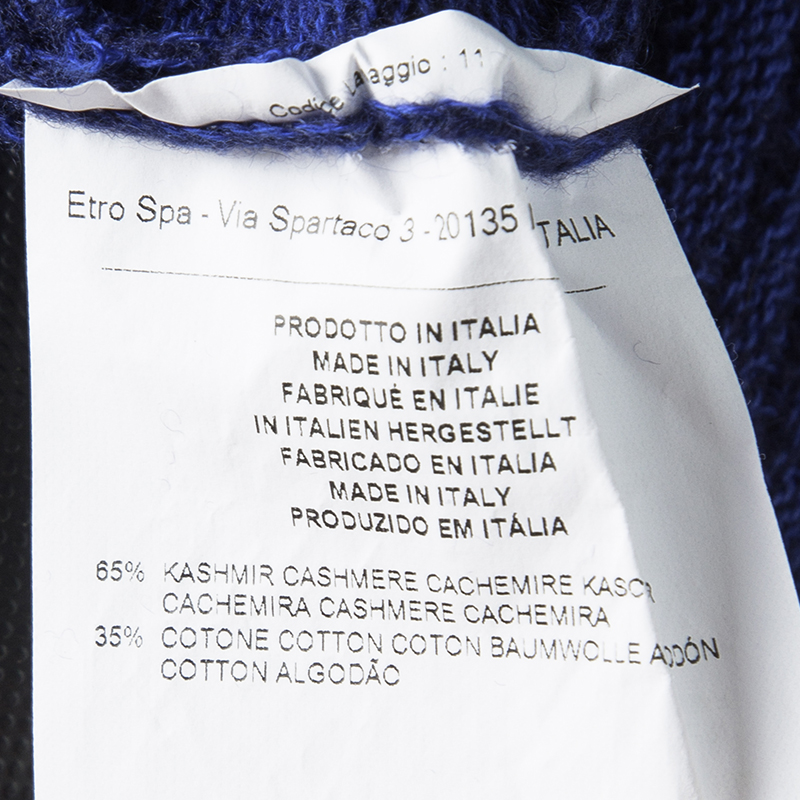 Codice Lavaggio : 11
Etro Spa - Via Spartaco 3 - 20135 ITALIA
PRODOTTO IN ITALIA
MADE IN ITALY
FABRIQUÉ EN ITALIE
IN ITALIEN HERGESTELLT
FABRICADO EN ITALIA
MADE IN ITALY
PRODUZIDO EM ITÁLIA
65% KASHMIR CASHMERE CACHEMIRE
CACHEMIRA CASHMERE CACHEMIRA
35% COTONE COTTON COTON BAUMWOLLE
COTTON ALGODÃO